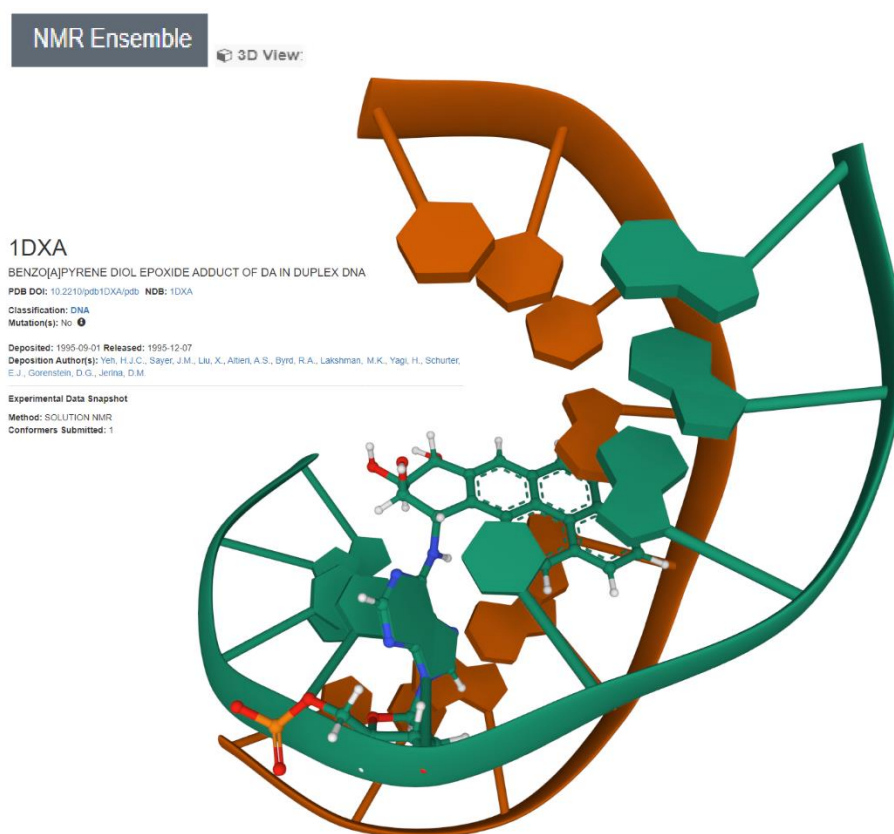 NMR Ensemble
3D View:
1DXA
BENZO[A]PYRENE DIOL EPOXIDE ADDUCT OF DA IN DUPLEX DNA
PDB DOI: 10.2210/pdb1DXA/pdb NDB: 1DXA
Classification: DNA
Mutation(s): No
Deposited: 1995-09-01 Released: 1995-12-07
Deposition Author(s): Yeh, H.J.C., Sayer, J.M., Liu, X., Altieri, A.S., Byrd, R.A., Lakshman, M.K., Yagi, H., Schurter,
E.J., Gorenstein, D.G., Jerina, D.M.
Experimental Data Snapshot
Method: SOLUTION NMR
Conformers Submitted: 1